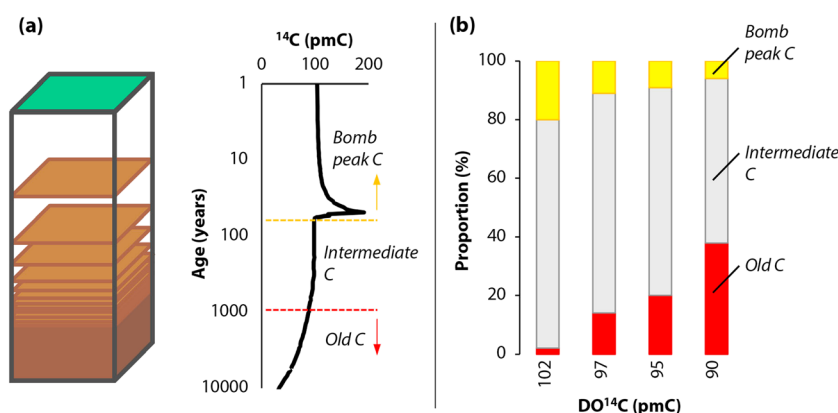 (a)
¹⁴C (pmC)
0 100 200
1
10
100
1000
10000
Age (years)
Bomb
peak C
Intermediate
C
Old C
(b)
100
80
60
40
20
0
Proportion (%)
Bomb
peak C
Intermediate
C
Old C
102 97 95 90
DO¹⁴C (pmC)